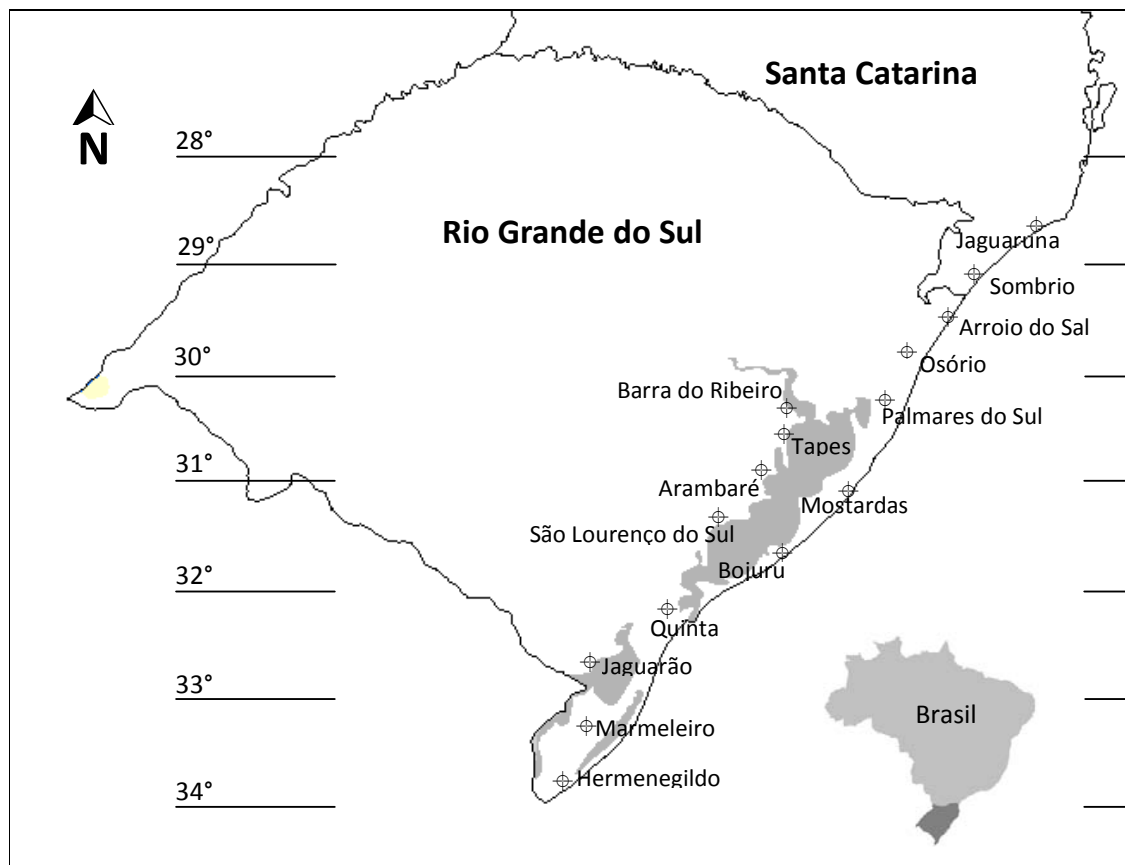 Santa Catarina
N
28°
Rio Grande do Sul
Jaguaruna
29°
Sombrio
Arroio do Sal
30°
Osório
Barra do Ribeiro
Palmares do Sul
Tapes
31°
Arambaré
Mostardas
São Lourenço do Sul
Bojuru
32°
Quinta
Jaguarão
33°
Brasil
Marmeleiro
Hermenegildo
34°